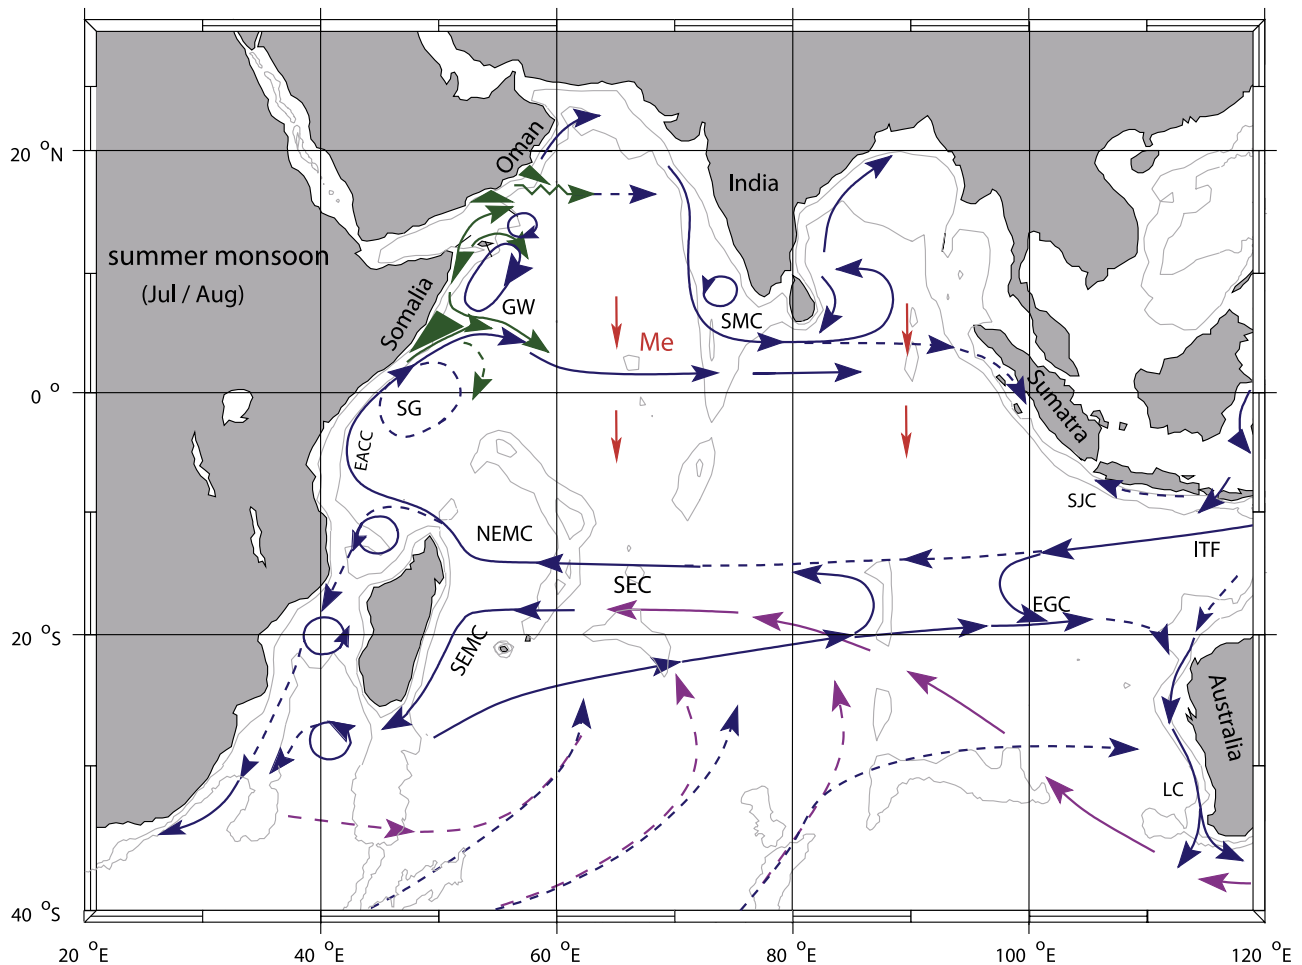 20 °N
Oman
India
summer monsoon
(Jul / Aug)
Somalia
GW
SMC
Me
0 °
SG
Sumatra
EACC
SJC
NEMC
ITF
SEC
EGC
20 °S
SEMC
Australia
LC
40 °S
20 °E
40 °E
60 °E
80 °E
100 °E
120 °E